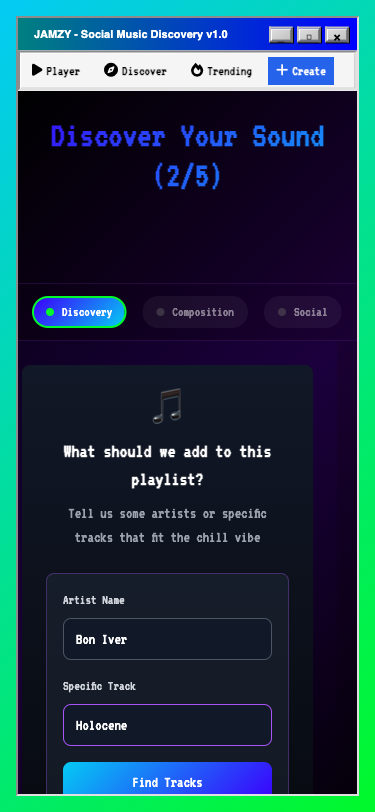 JAMZY - Social Music Discovery v1.0
Player Discover Trending Create
Discover Your Sound
(2/5)
Discovery Composition Social
What should we add to this
playlist?
Tell us some artists or specific
tracks that fit the chill vibe
Artist Name
Bon Iver
Specific Track
Holocene
Find Tracks